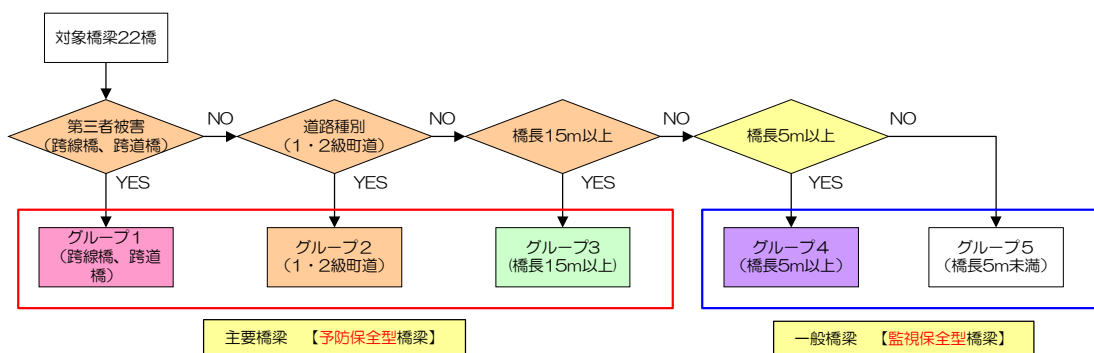 対象橋梁22橋
第三者被害
(跨線橋、跨道橋)
NO
道路種別
(1・2級町道)
NO
橋長15m以上
NO
橋長5m以上
NO
YES
YES
YES
YES
グループ1
(跨線橋、跨道
橋)
グループ2
(1・2級町道)
グループ3
(橋長15m以上)
グループ4
(橋長5m以上)
グループ5
(橋長5m未満)
主要橋梁 【予防保全型橋梁】
一般橋梁 【監視保全型橋梁】